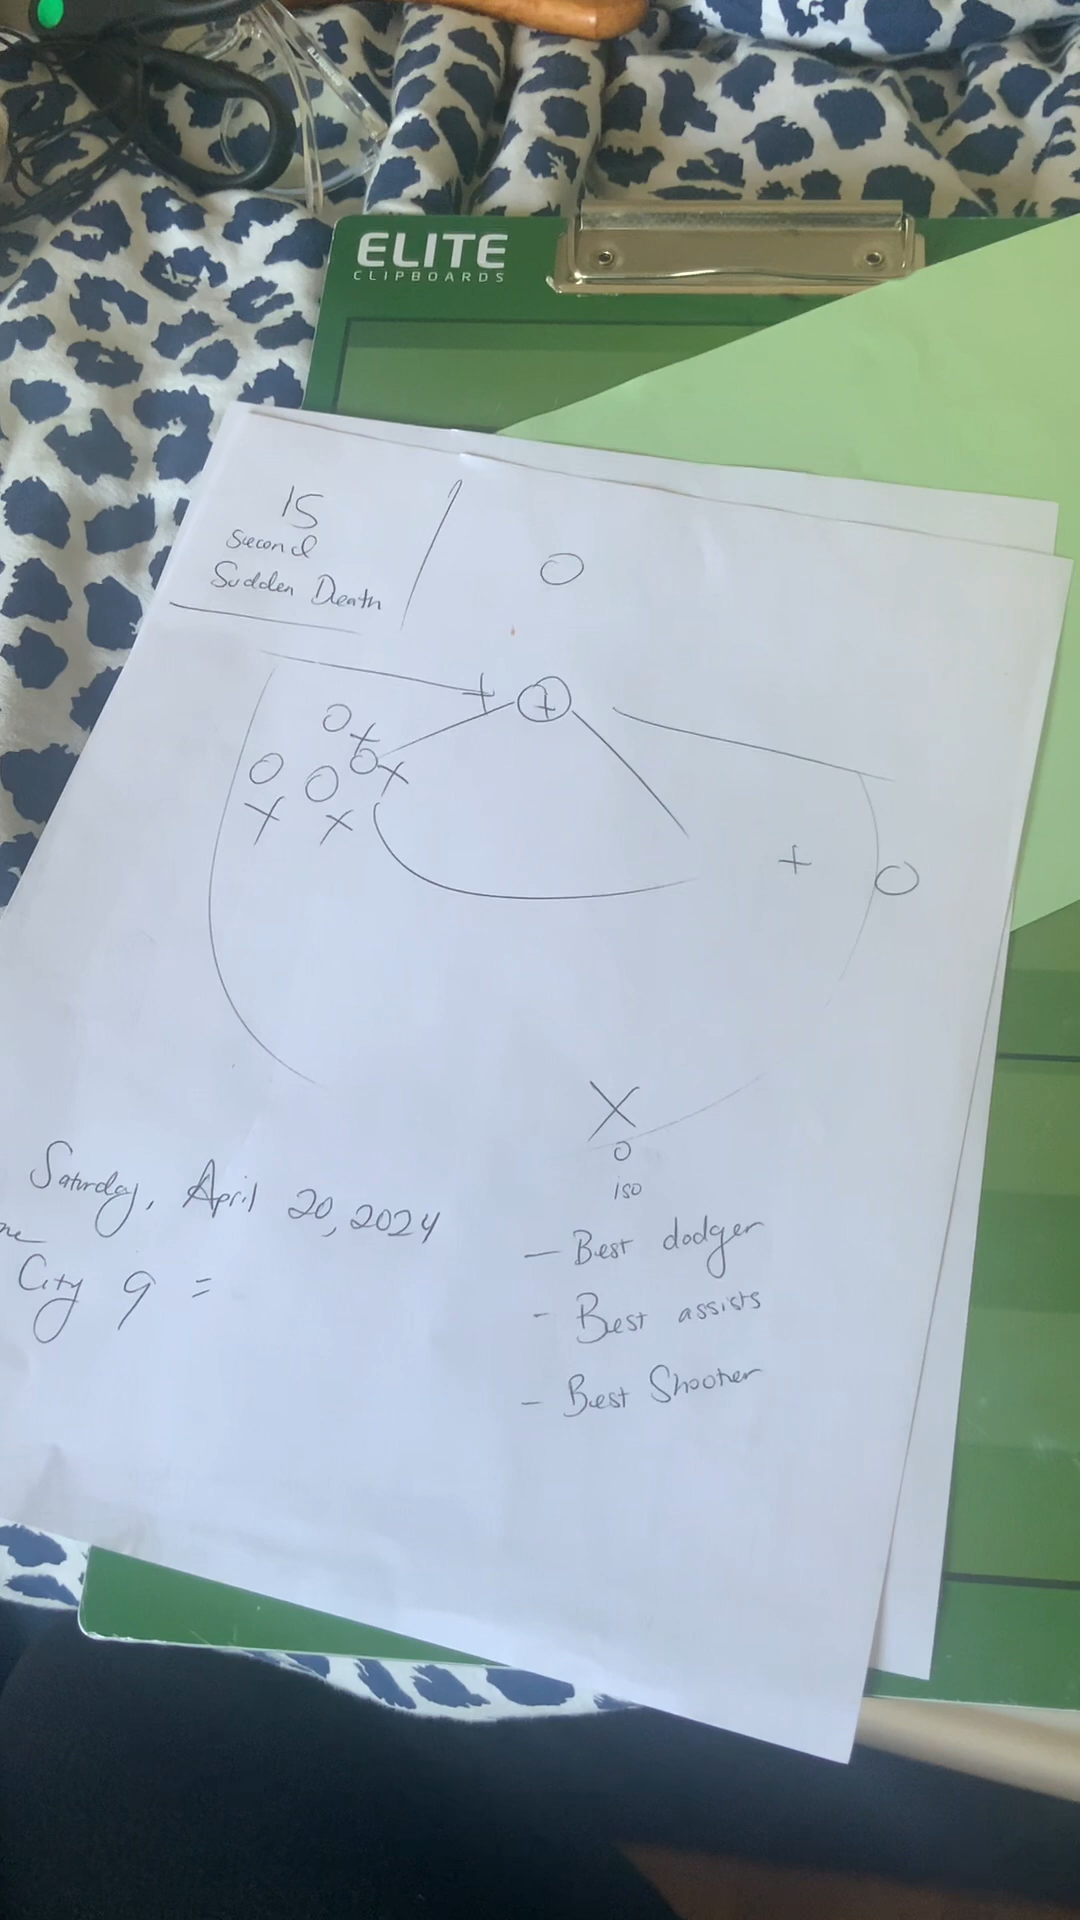 ELITE
CLIPBOARDS
15
Second
Sudden Death
iso
Saturday, April 20, 2024
City 9 =
- Best dodger
- Best assists
- Best Shooter